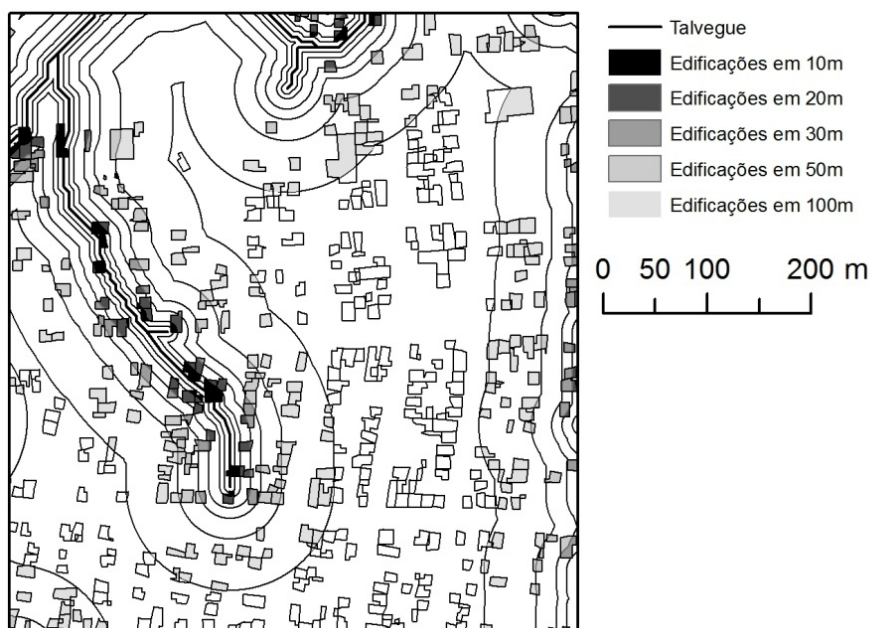 Talvegue
Edificações em 10m
Edificações em 20m
Edificações em 30m
Edificações em 50m
Edificações em 100m
0 50 100 200 m